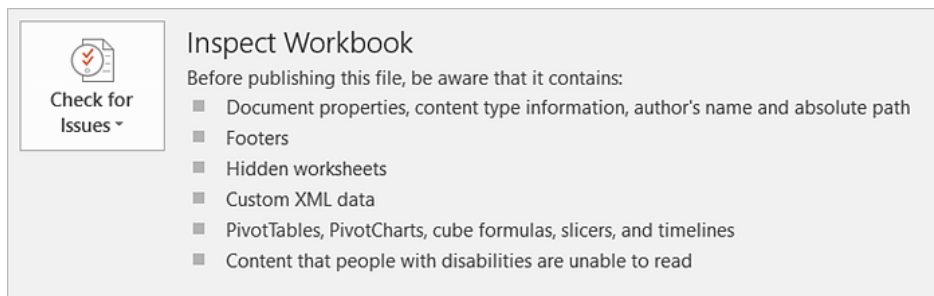 Check for
Issues
Inspect Workbook
Before publishing this file, be aware that it contains:
Document properties, content type information, author's name and absolute path
Footers
Hidden worksheets
Custom XML data
PivotTables, PivotCharts, cube formulas, slicers, and timelines
Content that people with disabilities are unable to read